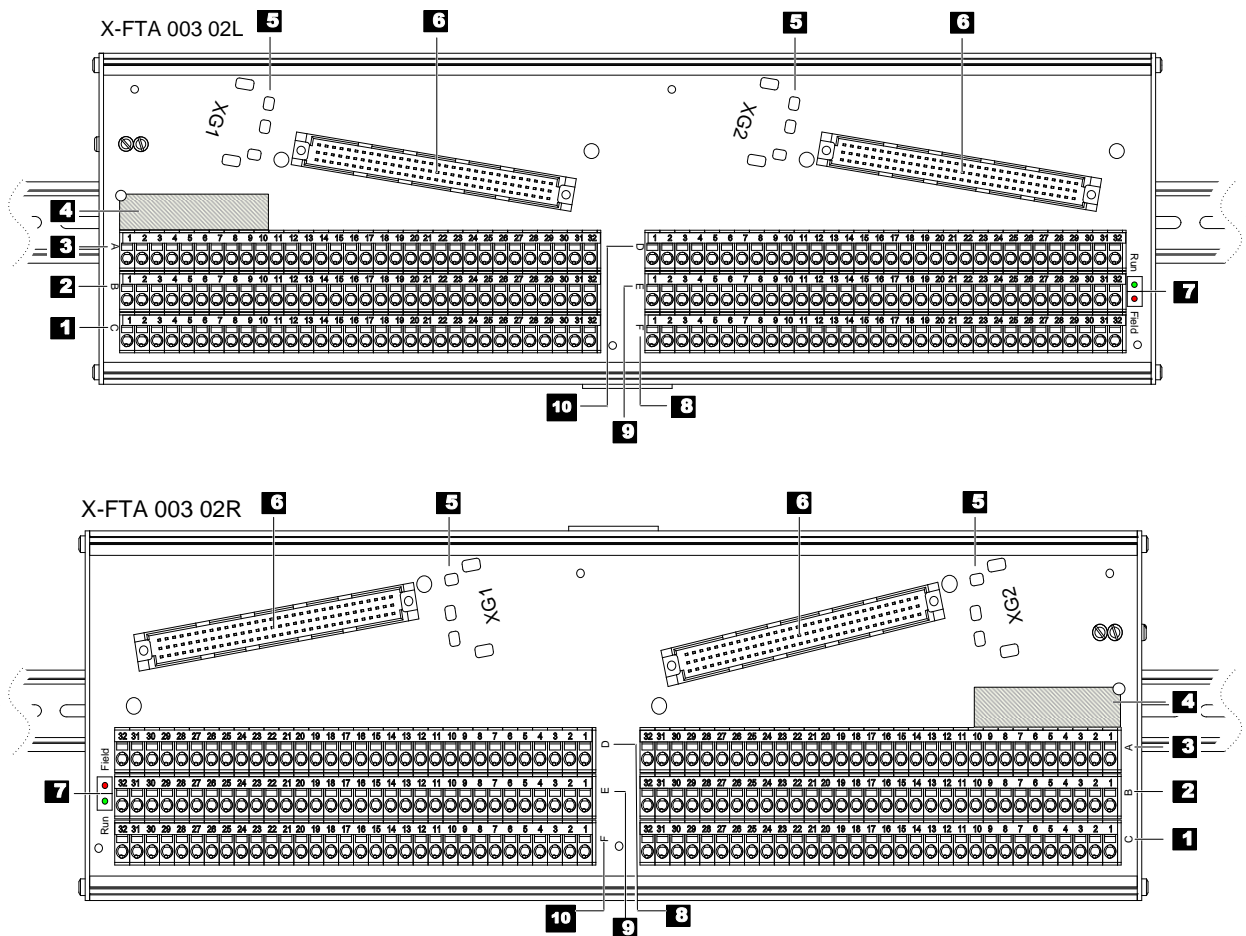 X-FTA 003 02L
5
6
5
6
XG1
XG2
4
3
A
1 2 3 4 5 6 7 8 9 10 11 12 13 14 15 16 17 18 19 20 21 22 23 24 25 26 27 28 29 30 31 32
D
1 2 3 4 5 6 7 8 9 10 11 12 13 14 15 16 17 18 19 20 21 22 23 24 25 26 27 28 29 30 31 32
Run
2
B
1 2 3 4 5 6 7 8 9 10 11 12 13 14 15 16 17 18 19 20 21 22 23 24 25 26 27 28 29 30 31 32
E
1 2 3 4 5 6 7 8 9 10 11 12 13 14 15 16 17 18 19 20 21 22 23 24 25 26 27 28 29 30 31 32
7
1
C
1 2 3 4 5 6 7 8 9 10 11 12 13 14 15 16 17 18 19 20 21 22 23 24 25 26 27 28 29 30 31 32
F
1 2 3 4 5 6 7 8 9 10 11 12 13 14 15 16 17 18 19 20 21 22 23 24 25 26 27 28 29 30 31 32
Field
10
8
9
X-FTA 003 02R
6
5
6
5
XG1
XG2
4
Field
32 31 30 29 28 27 26 25 24 23 22 21 20 19 18 17 16 15 14 13 12 11 10 9 8 7 6 5 4 3 2 1
D
32 31 30 29 28 27 26 25 24 23 22 21 20 19 18 17 16 15 14 13 12 11 10 9 8 7 6 5 4 3 2 1
A
3
7
32 31 30 29 28 27 26 25 24 23 22 21 20 19 18 17 16 15 14 13 12 11 10 9 8 7 6 5 4 3 2 1
E
32 31 30 29 28 27 26 25 24 23 22 21 20 19 18 17 16 15 14 13 12 11 10 9 8 7 6 5 4 3 2 1
B
2
Run
32 31 30 29 28 27 26 25 24 23 22 21 20 19 18 17 16 15 14 13 12 11 10 9 8 7 6 5 4 3 2 1
F
32 31 30 29 28 27 26 25 24 23 22 21 20 19 18 17 16 15 14 13 12 11 10 9 8 7 6 5 4 3 2 1
C
1
10
9
8